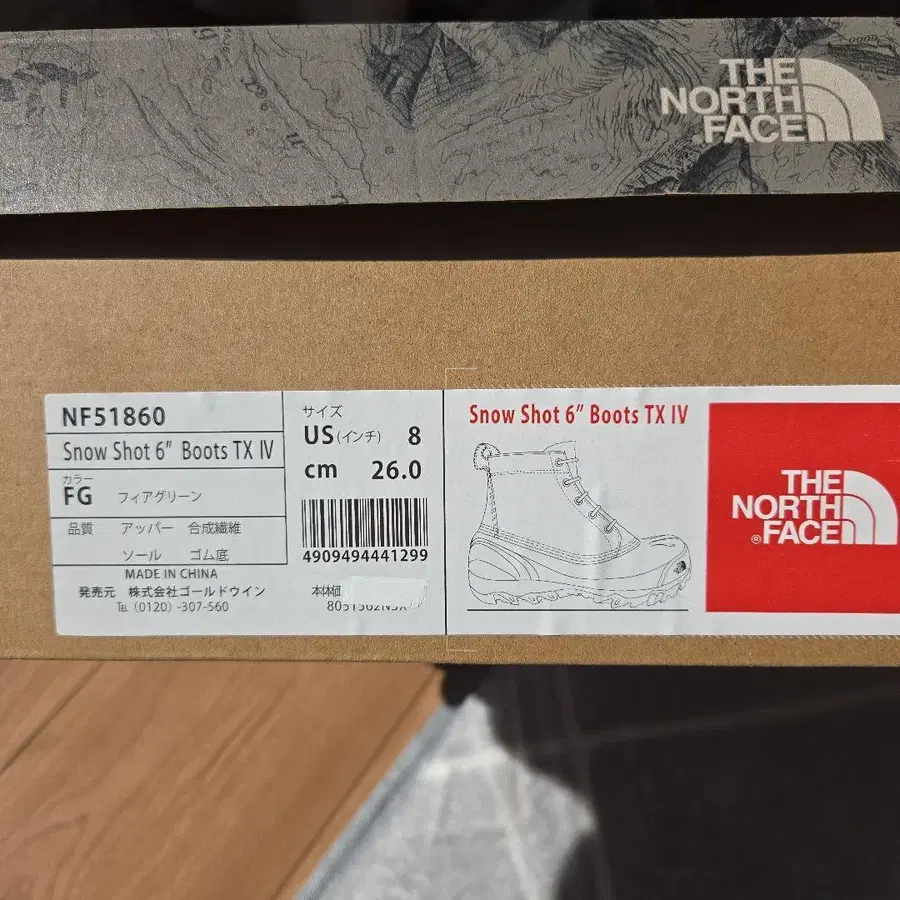 THE
NORTH
FACE
NF51860
Snow Shot 6” Boots TX IV
カラー
FG フィアグリーン
品質 アッパー 合成繊維
ソール ゴム底
MADE IN CHINA
発売元 株式会社ゴールドウイン
℡ (0120) -307-560
サイズ
US (インチ) 8
cm 26.0
4909494441299
本体価
Snow Shot 6” Boots TX IV
THE
NORTH
FACE
®